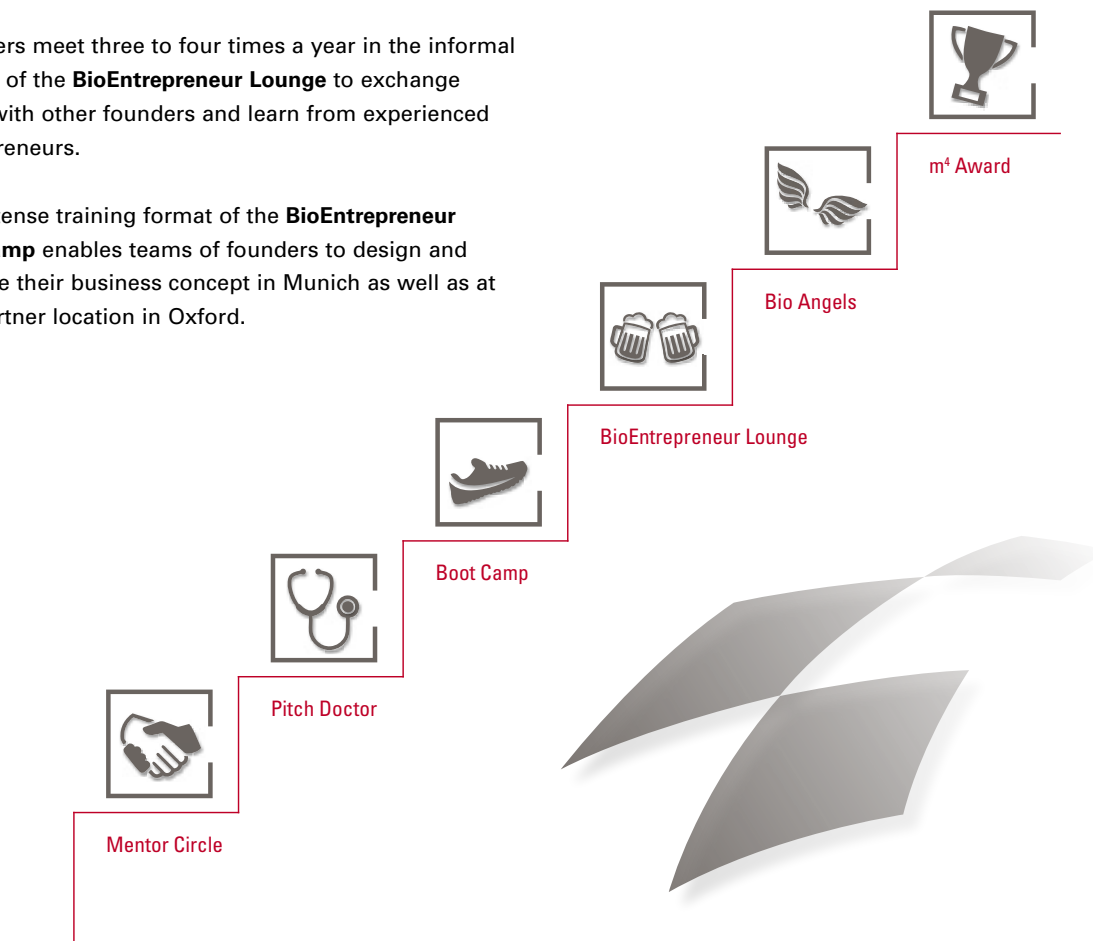 ers meet three to four times a year in the informal
of the BioEntrepreneur Lounge to exchange
with other founders and learn from experienced
reneurs.
tense training format of the BioEntrepreneur
mp enables teams of founders to design and
e their business concept in Munich as well as at
rtner location in Oxford.
m⁴ Award
Bio Angels
BioEntrepreneur Lounge
Boot Camp
Pitch Doctor
Mentor Circle